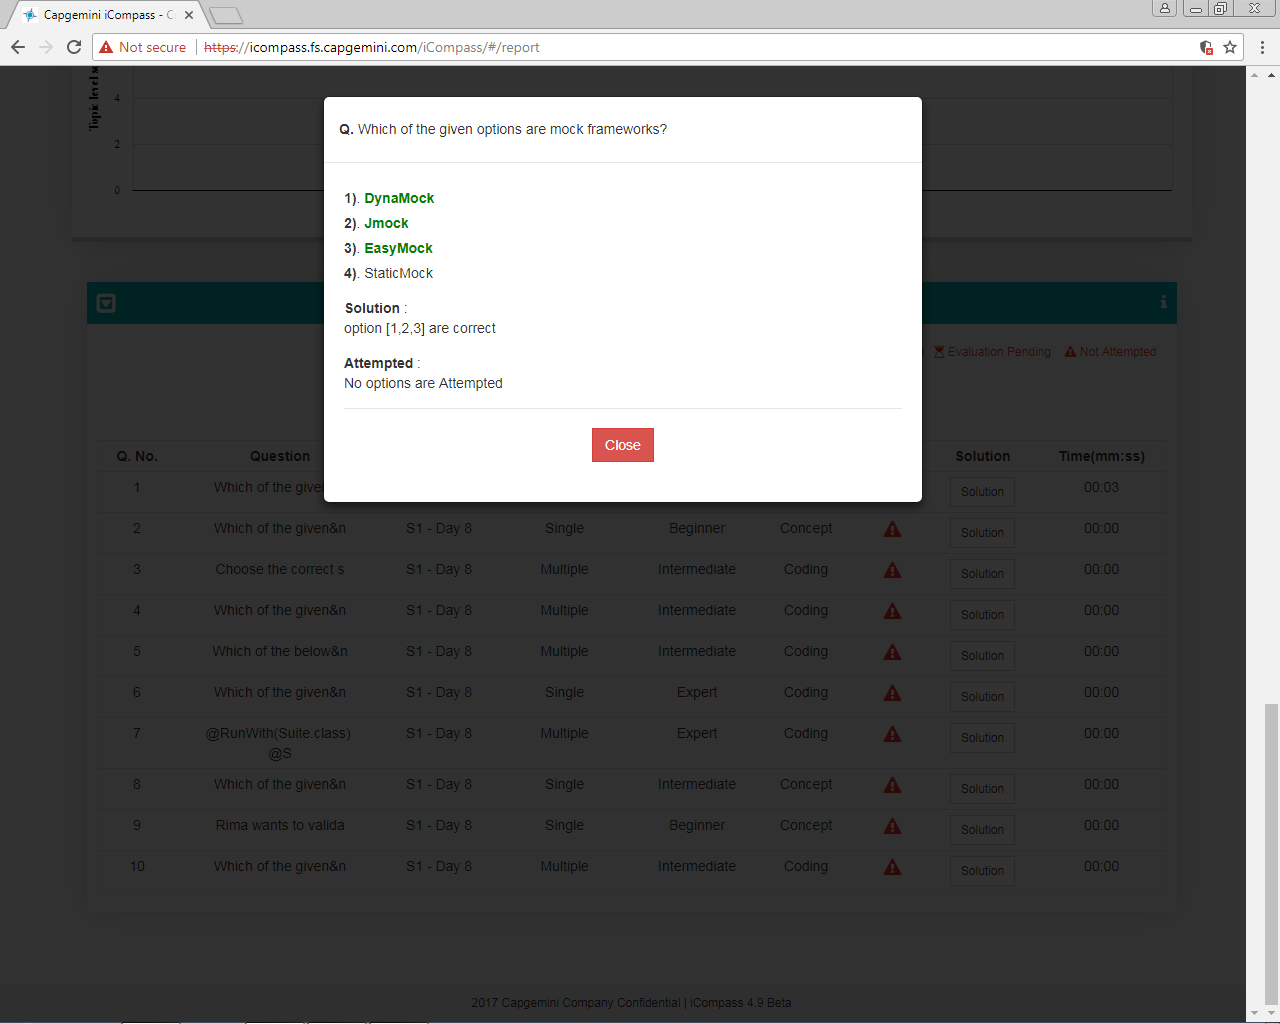 Capgemini iCompass - C
Not secure
https://icompass.fs.capgemini.com/iCompass/#/report
Topic level s
4
2
0
Q. Which of the given options are mock frameworks?
1). DynaMock
2). Jmock
3). EasyMock
4). StaticMock
Solution :
option [1,2,3] are correct
Attempted :
No options are Attempted
Close
Evaluation Pending Not Attempted
Q. No. Question Solution Time(mm:ss)
1 Which of the give Solution 00:03
2 Which of the given&n S1 - Day 8 Single Beginner Concept Solution 00:00
3 Choose the correct s S1 - Day 8 Multiple Intermediate Coding Solution 00:00
4 Which of the given&n S1 - Day 8 Multiple Intermediate Coding Solution 00:00
5 Which of the below&n S1 - Day 8 Multiple Intermediate Coding Solution 00:00
6 Which of the given&n S1 - Day 8 Single Expert Coding Solution 00:00
7 @RunWith(Suite.class) S1 - Day 8 Multiple Expert Coding Solution 00:00
@S
8 Which of the given&n S1 - Day 8 Single Intermediate Concept Solution 00:00
9 Rima wants to valida S1 - Day 8 Single Beginner Concept Solution 00:00
10 Which of the given&n S1 - Day 8 Multiple Intermediate Coding Solution 00:00
2017 Capgemini Company Confidential | iCompass 4.9 Beta